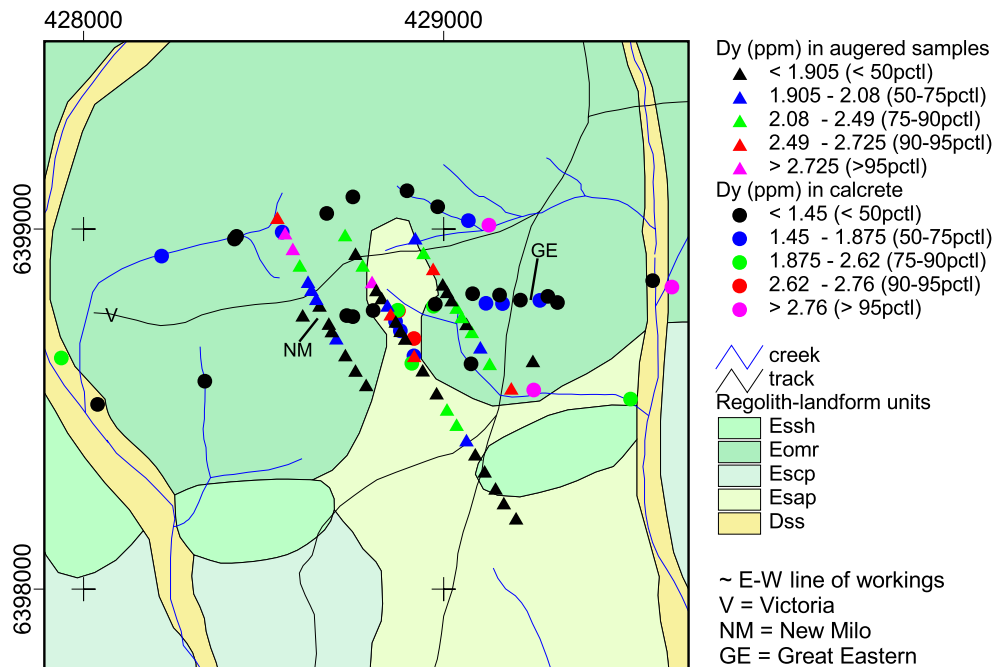 428000 429000
6399000
6398000
V
NM
GE
Dy (ppm) in augered samples
< 1.905 (< 50pctl)
1.905 - 2.08 (50-75pctl)
2.08 - 2.49 (75-90pctl)
2.49 - 2.725 (90-95pctl)
> 2.725 (>95pctl)
Dy (ppm) in calcrete
< 1.45 (< 50pctl)
1.45 - 1.875 (50-75pctl)
1.875 - 2.62 (75-90pctl)
2.62 - 2.76 (90-95pctl)
> 2.76 (> 95pctl)
creek
track
Regolith-landform units
Essh
Eomr
Escp
Esap
Dss
~ E-W line of workings
V = Victoria
NM = New Milo
GE = Great Eastern